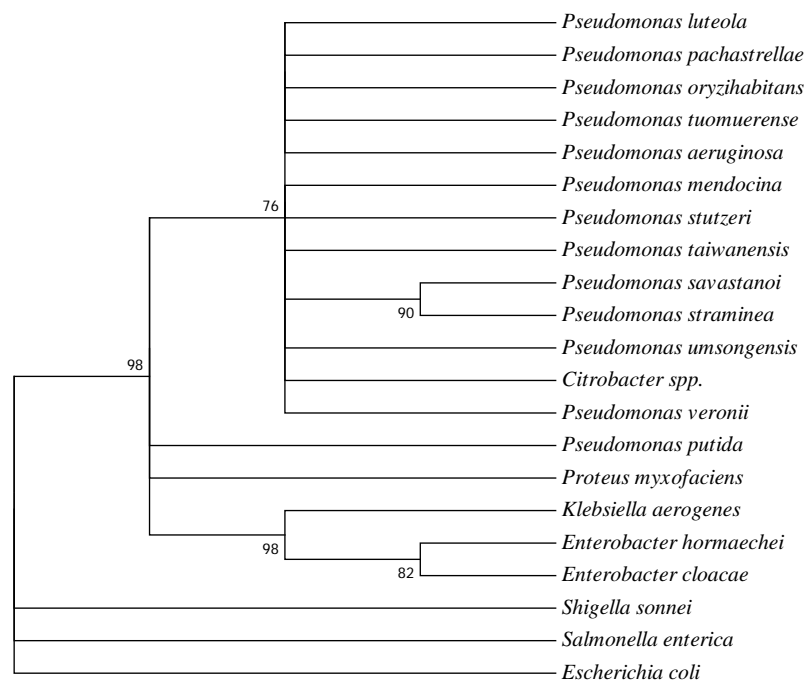 Pseudomonas luteola
Pseudomonas pachastrellae
Pseudomonas oryzihabitans
Pseudomonas tuomuerense
Pseudomonas aeruginosa
Pseudomonas mendocina
76
Pseudomonas stutzeri
Pseudomonas taiwanensis
Pseudomonas savastanoi
90
Pseudomonas straminea
Pseudomonas umsongensis
98
Citrobacter spp.
Pseudomonas veronii
Pseudomonas putida
Proteus myxofaciens
Klebsiella aerogenes
98
Enterobacter hormaechei
82
Enterobacter cloacae
Shigella sonnei
Salmonella enterica
Escherichia coli